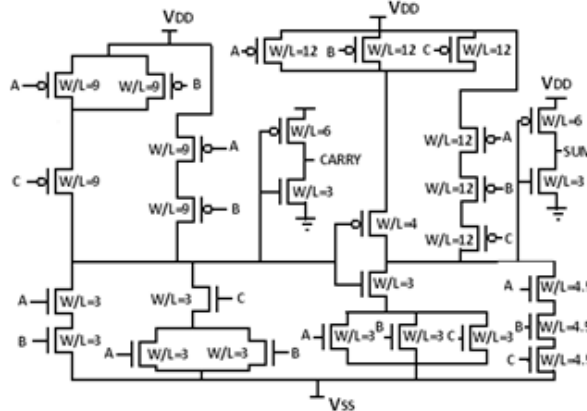 VDD VDD
A W/L=9 W/L=9 B A W/L=12 B W/L=12 C W/L=12
VDD
W/L=6 W/L=6
W/L=9 A CARRY W/L=12 A SUM
C W/L=9 W/L=3 W/L=3
W/L=9 B W/L=12 B
W/L=4
W/L=12 C
W/L=3
A W/L=3 W/L=3 C A W/L=4.5
B W/L=3 A W/L=3 B W/L=3 C W/L=3 B W/L=4.5
A W/L=3 W/L=3 B C W/L=4.5
VSS